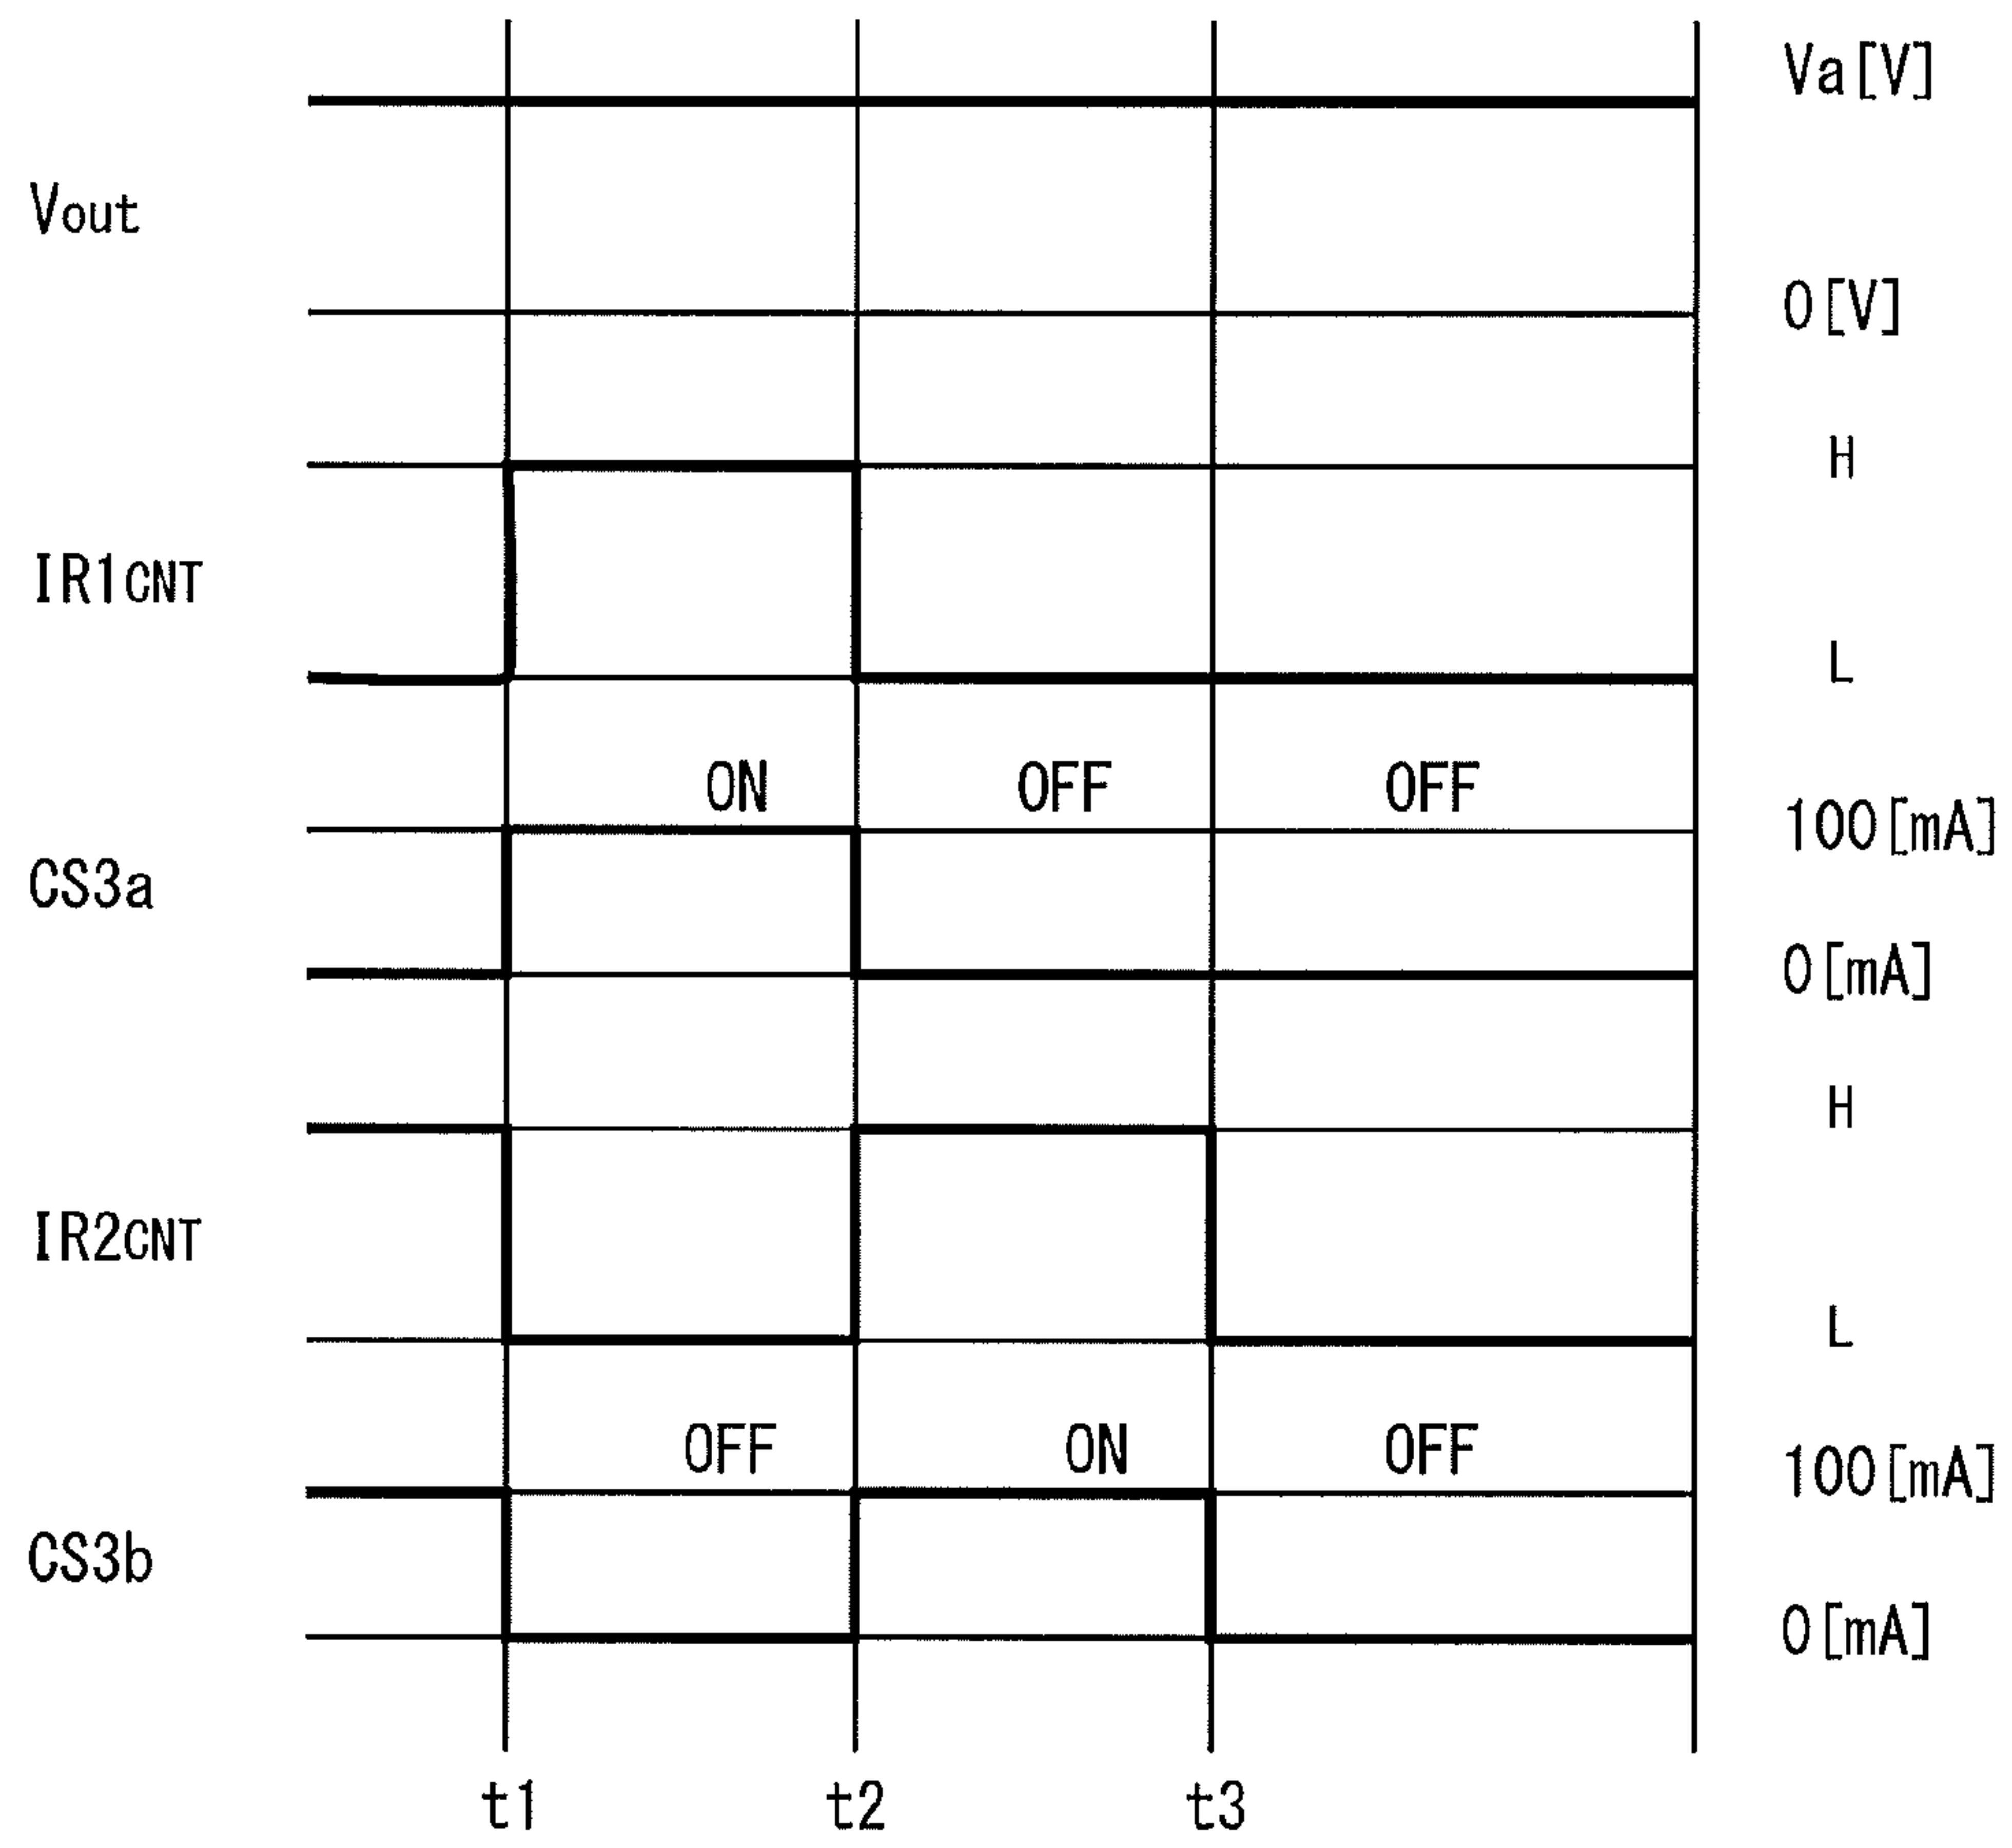 Va[V]
Vout
0[V]
H
IR1CNT
L
ON OFF OFF
100[mA]
CS3a
0[mA]
H
IR2CNT
L
OFF ON OFF
100[mA]
CS3b
0[mA]
t1 t2 t3